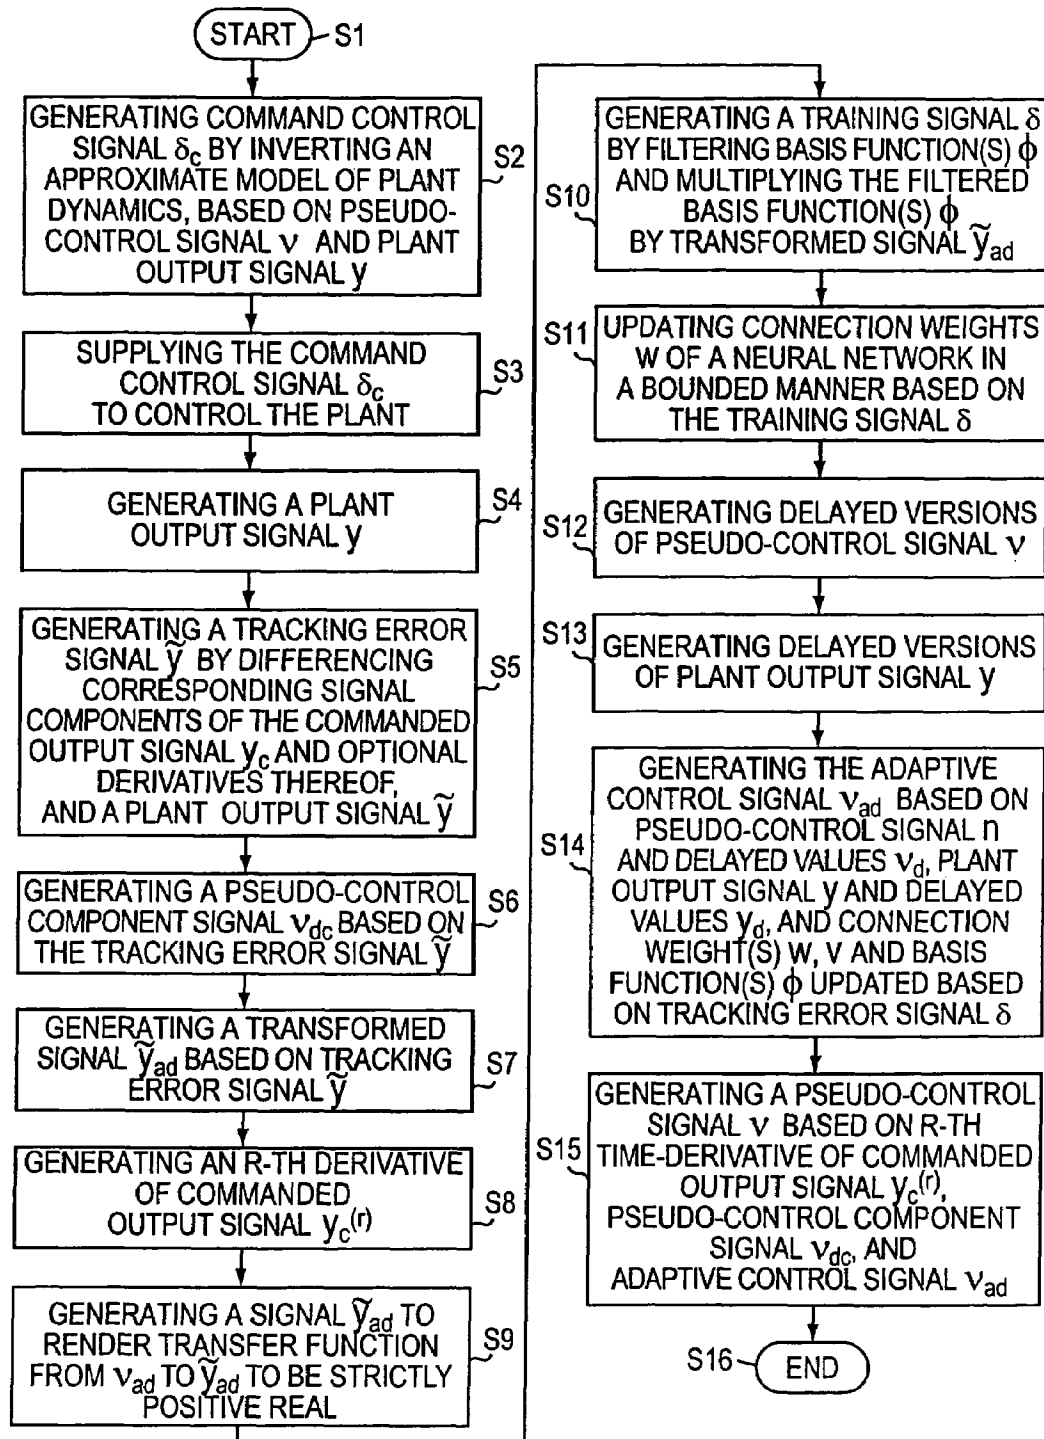 START
S1
GENERATING COMMAND CONTROL
SIGNAL δc BY INVERTING AN
APPROXIMATE MODEL OF PLANT
DYNAMICS, BASED ON PSEUDO-
CONTROL SIGNAL ν AND PLANT
OUTPUT SIGNAL y
S2
SUPPLYING THE COMMAND
CONTROL SIGNAL δc
TO CONTROL THE PLANT
S3
GENERATING A PLANT
OUTPUT SIGNAL y
S4
GENERATING A TRACKING ERROR
SIGNAL ỹ BY DIFFERENCING
CORRESPONDING SIGNAL
COMPONENTS OF THE COMMANDED
OUTPUT SIGNAL yc AND OPTIONAL
DERIVATIVES THEREOF,
AND A PLANT OUTPUT SIGNAL ỹ
S5
GENERATING A PSEUDO-CONTROL
COMPONENT SIGNAL νdc BASED ON
THE TRACKING ERROR SIGNAL ỹ
S6
GENERATING A TRANSFORMED
SIGNAL ỹad BASED ON TRACKING
ERROR SIGNAL ỹ
S7
GENERATING AN R-TH DERIVATIVE
OF COMMANDED
OUTPUT SIGNAL yc(r)
S8
GENERATING A SIGNAL ỹad TO
RENDER TRANSFER FUNCTION
FROM νad TO ỹad TO BE STRICTLY
POSITIVE REAL
S9
GENERATING A TRAINING SIGNAL δ
BY FILTERING BASIS FUNCTION(S) ϕ
AND MULTIPLYING THE FILTERED
BASIS FUNCTION(S) ϕ
BY TRANSFORMED SIGNAL ỹad
S10
UPDATING CONNECTION WEIGHTS
W OF A NEURAL NETWORK IN
A BOUNDED MANNER BASED ON
THE TRAINING SIGNAL δ
S11
GENERATING DELAYED VERSIONS
OF PSEUDO-CONTROL SIGNAL ν
S12
GENERATING DELAYED VERSIONS
OF PLANT OUTPUT SIGNAL y
S13
GENERATING THE ADAPTIVE
CONTROL SIGNAL νad BASED ON
PSEUDO-CONTROL SIGNAL n
AND DELAYED VALUES νd, PLANT
OUTPUT SIGNAL y AND DELAYED
VALUES yd, AND CONNECTION
WEIGHT(S) W, V AND BASIS
FUNCTION(S) ϕ UPDATED BASED
ON TRACKING ERROR SIGNAL δ
S14
GENERATING A PSEUDO-CONTROL
SIGNAL ν BASED ON R-TH
TIME-DERIVATIVE OF COMMANDED
OUTPUT SIGNAL yc(r),
PSEUDO-CONTROL COMPONENT
SIGNAL νdc, AND
ADAPTIVE CONTROL SIGNAL νad
S15
END
S16